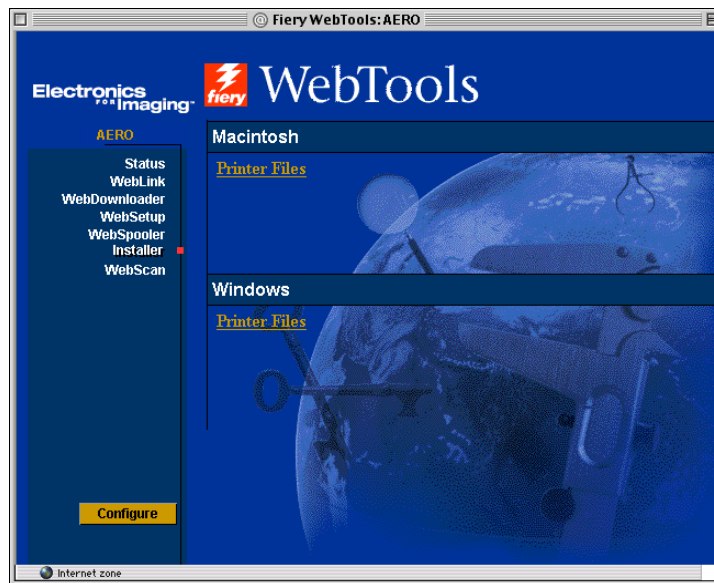 Fiery WebTools: AERO
Electronics
FOR Imaging™
fiery
WebTools
AERO
Status
WebLink
WebDownloader
WebSetup
WebSpooler
Installer
WebScan
Configure
Macintosh
Printer Files
Windows
Printer Files
Internet zone